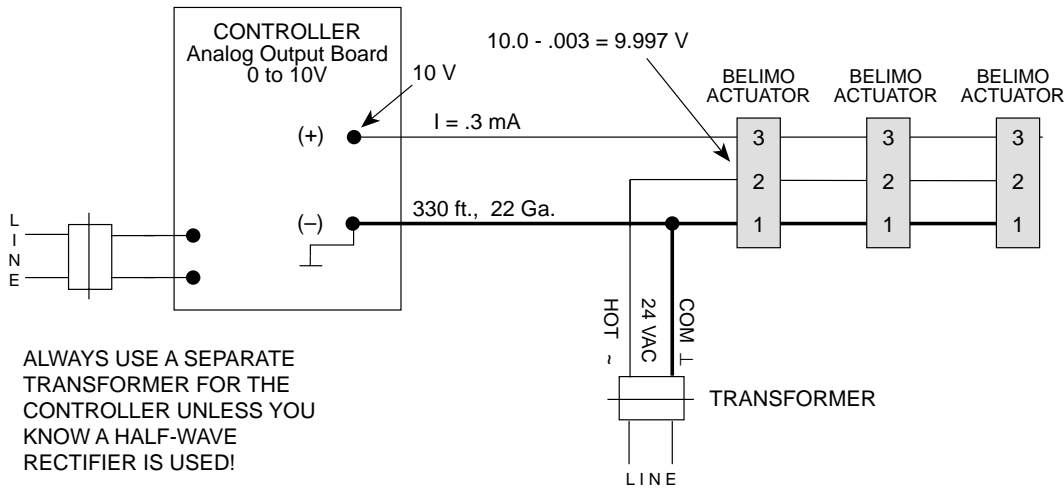 CONTROLLER
Analog Output Board
0 to 10V
10 V
10.0 - .003 = 9.997 V
BELIMO
ACTUATOR
BELIMO
ACTUATOR
BELIMO
ACTUATOR
(+)
I = .3 mA
3
3
3
2
2
2
(–)
330 ft., 22 Ga.
1
1
1
LINE
HOT ~
24 VAC
COM ⊥
ALWAYS USE A SEPARATE
TRANSFORMER FOR THE
CONTROLLER UNLESS YOU
KNOW A HALF-WAVE
RECTIFIER IS USED!
TRANSFORMER
LINE